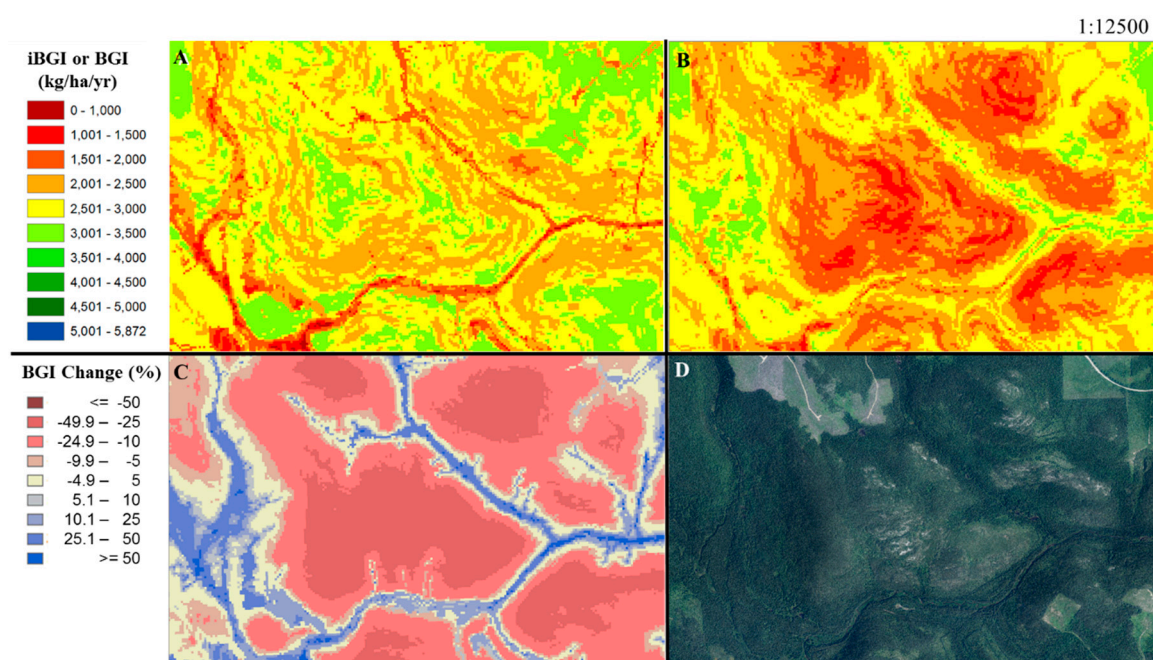 1:12500
iBGI or BGI
(kg/ha/yr)
0 - 1,000
1,001 - 1,500
1,501 - 2,000
2,001 - 2,500
2,501 - 3,000
3,001 - 3,500
3,501 - 4,000
4,001 - 4,500
4,501 - 5,000
5,001 - 5,872
A
B
BGI Change (%)
<= -50
-49.9 – -25
-24.9 – -10
-9.9 – -5
-4.9 – 5
5.1 – 10
10.1 – 25
25.1 – 50
>= 50
C
D